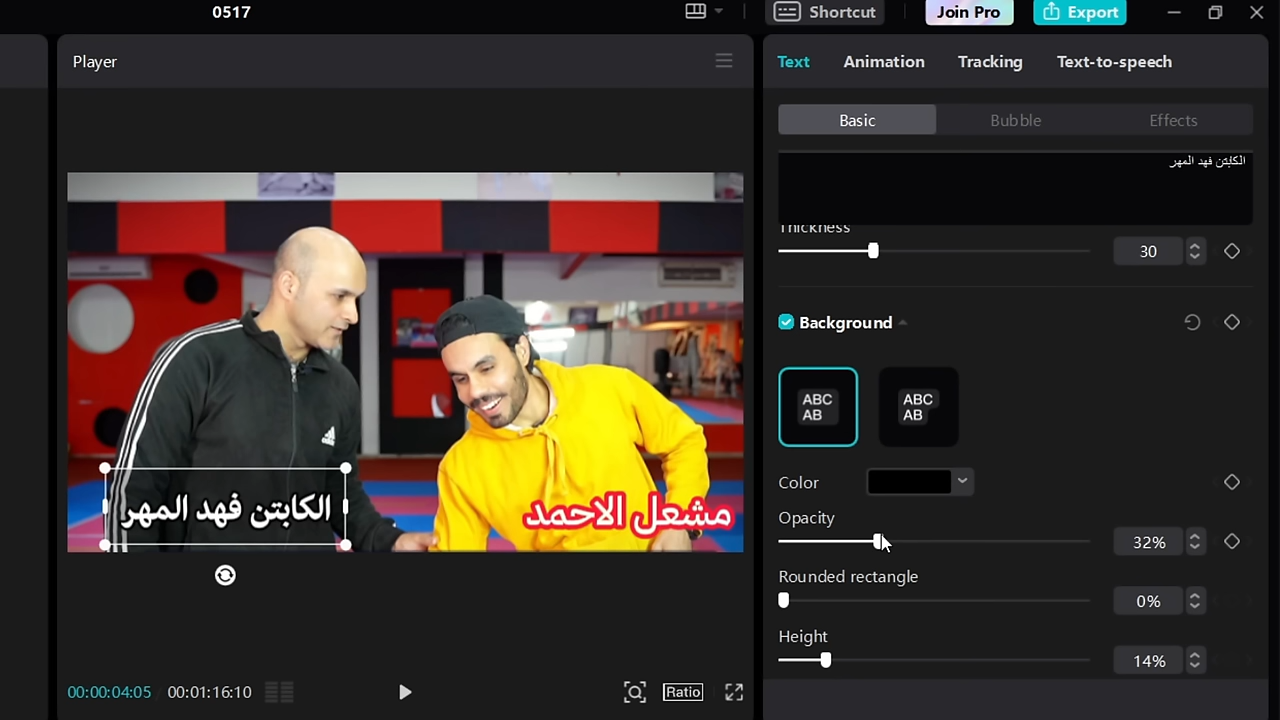 0517
Shortcut
Join Pro
Export
Player
Text
Animation
Tracking
Text-to-speech
Basic
Bubble
Effects
الكابتن فهد المهر
Thickness
30
Background
ABC
AB
ABC
AB
Color
Opacity
32%
Rounded rectangle
0%
Height
14%
الكابتن فهد المهر
مشعل الاحمد
00:00:04:05
00:01:16:10
Ratio